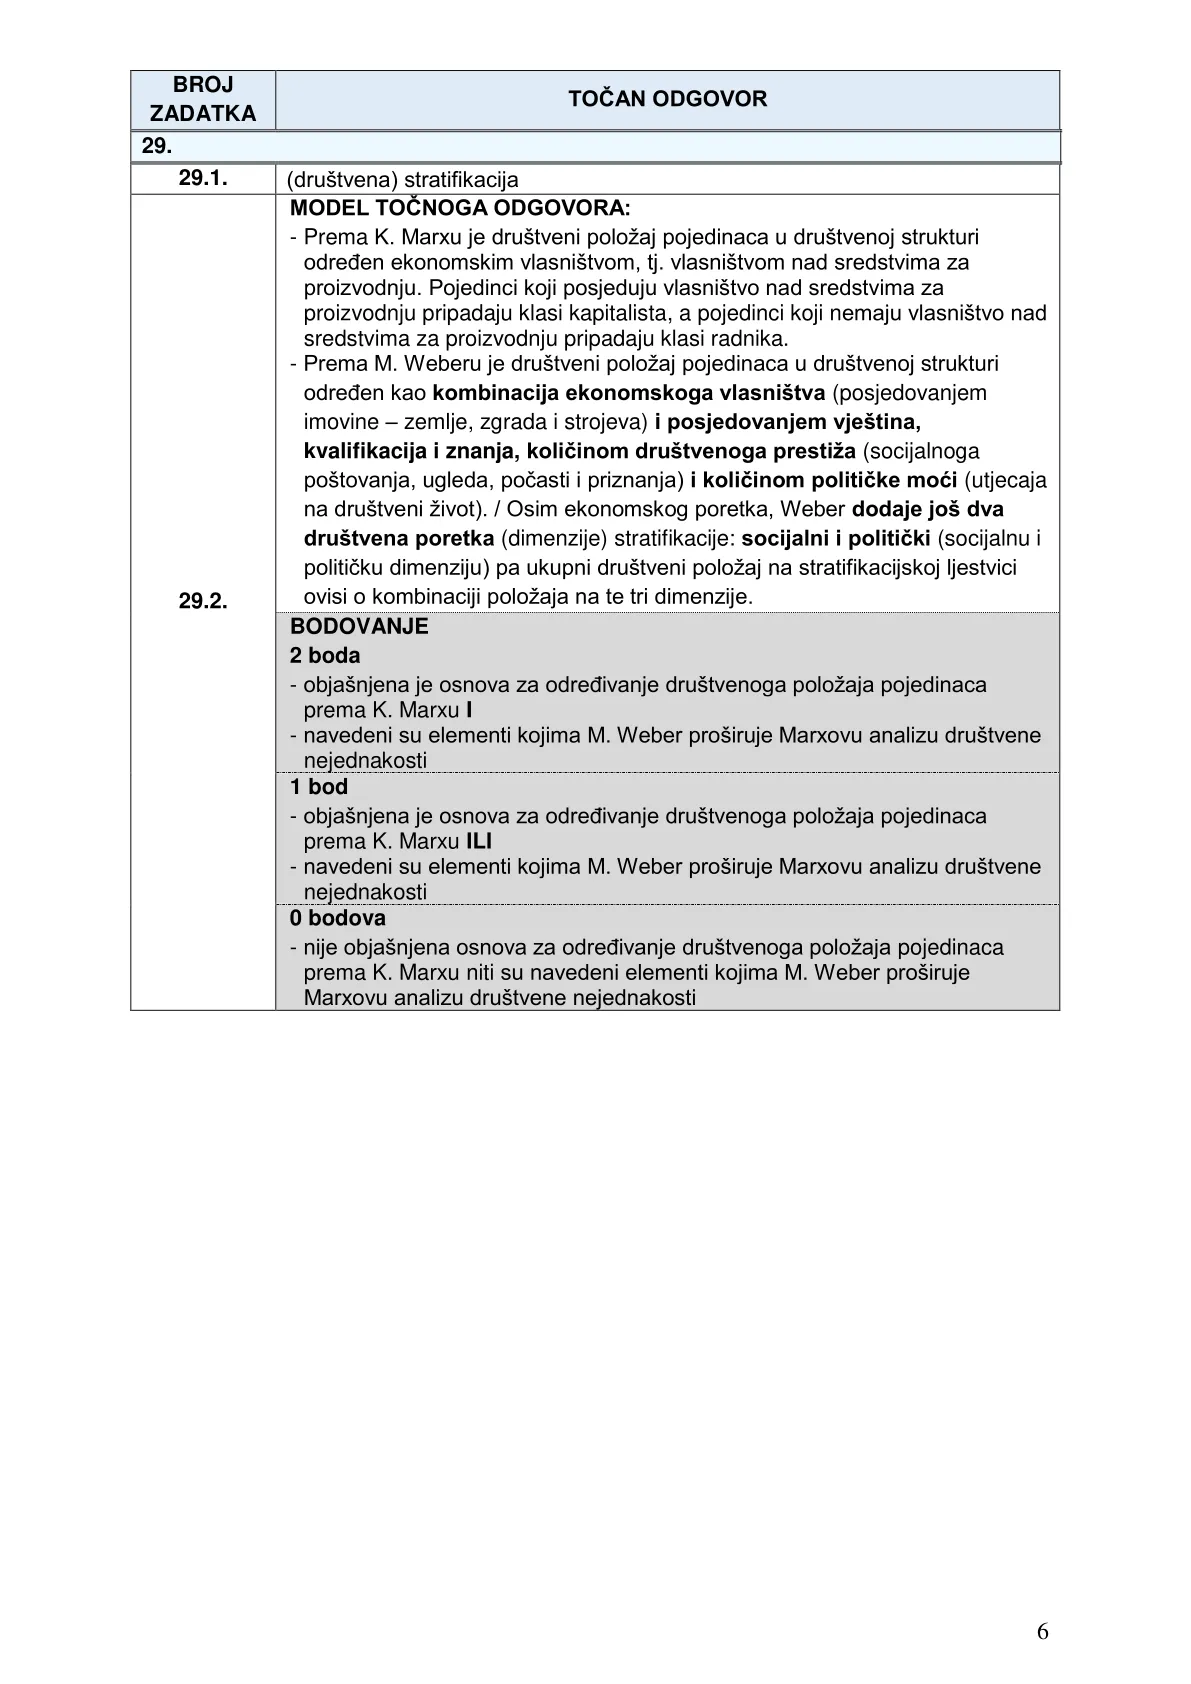 BROJ
ZADATKA
TOČAN ODGOVOR
29.
29.1.
(društvena) stratifikacija
29.2.
MODEL TOČNOGA ODGOVORA:
- Prema K. Marxu je društveni položaj pojedinaca u društvenoj strukturi
određen ekonomskim vlasništvom, tj. vlasništvom nad sredstvima za
proizvodnju. Pojedinci koji posjeduju vlasništvo nad sredstvima za
proizvodnju pripadaju klasi kapitalista, a pojedinci koji nemaju vlasništvo nad
sredstvima za proizvodnju pripadaju klasi radnika.
- Prema M. Weberu je društveni položaj pojedinaca u društvenoj strukturi
određen kao kombinacija ekonomskoga vlasništva (posjedovanjem
imovine – zemlje, zgrada i strojeva) i posjedovanjem vještina,
kvalifikacija i znanja, količinom društvenoga prestiža (socijalnoga
poštovanja, ugleda, počasti i priznanja) i količinom političke moći (utjecaja
na društveni život). / Osim ekonomskog poretka, Weber dodaje još dva
društvena poretka (dimenzije) stratifikacije: socijalni i politički (socijalnu i
političku dimenziju) pa ukupni društveni položaj na stratifikacijskoj ljestvici
ovisi o kombinaciji položaja na te tri dimenzije.
BODOVANJE
2 boda
- objašnjena je osnova za određivanje društvenoga položaja pojedinaca
prema K. Marxu I
- navedeni su elementi kojima M. Weber proširuje Marxovu analizu društvene
nejednakosti
1 bod
- objašnjena je osnova za određivanje društvenoga položaja pojedinaca
prema K. Marxu ILI
- navedeni su elementi kojima M. Weber proširuje Marxovu analizu društvene
nejednakosti
0 bodova
- nije objašnjena osnova za određivanje društvenoga položaja pojedinaca
prema K. Marxu niti su navedeni elementi kojima M. Weber proširuje
Marxovu analizu društvene nejednakosti
6